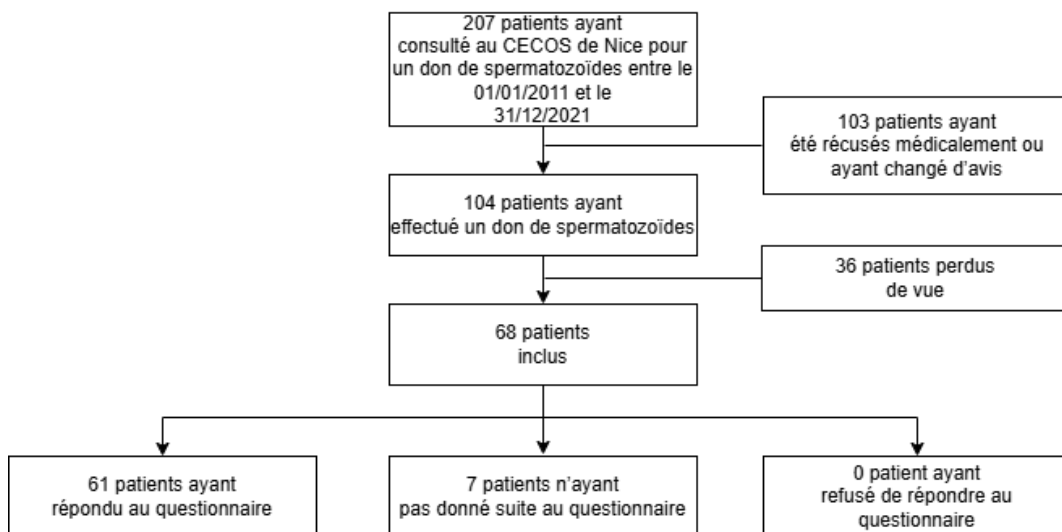 207 patients ayant
consulté au CECOS de Nice pour
un don de spermatozoïdes entre le
01/01/2011 et le
31/12/2021
103 patients ayant
été récusés médicalement ou
ayant changé d'avis
104 patients ayant
effectué un don de spermatozoïdes
36 patients perdus
de vue
68 patients
inclus
61 patients ayant
répondu au questionnaire
7 patients n'ayant
pas donné suite au questionnaire
0 patient ayant
refusé de répondre au
questionnaire